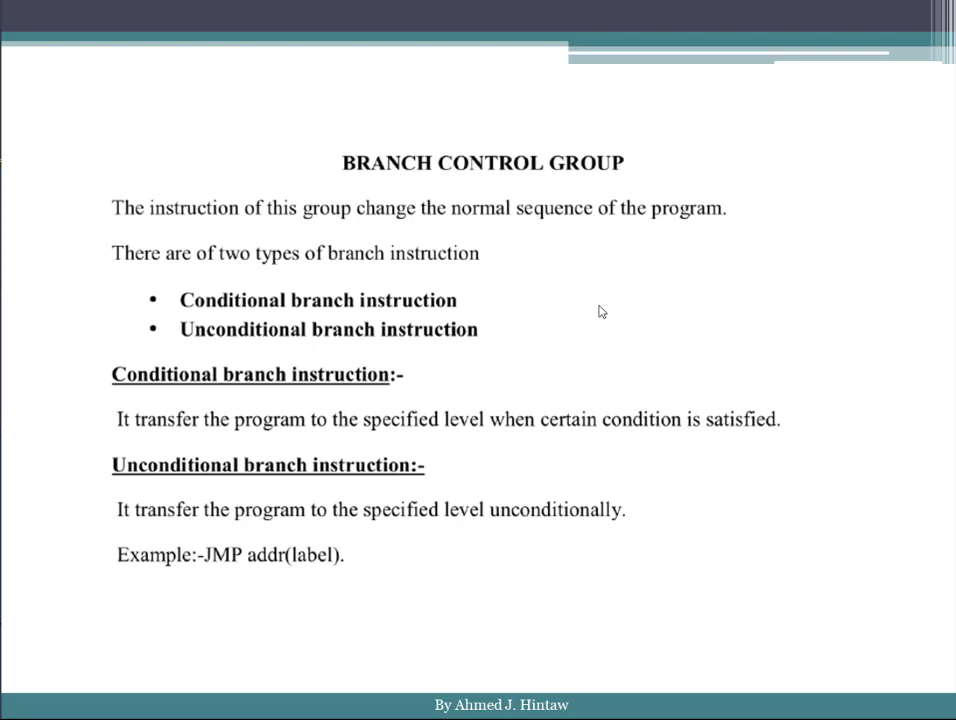 BRANCH CONTROL GROUP
The instruction of this group change the normal sequence of the program.
There are of two types of branch instruction
• Conditional branch instruction
• Unconditional branch instruction
Conditional branch instruction:-
It transfer the program to the specified level when certain condition is satisfied.
Unconditional branch instruction:-
It transfer the program to the specified level unconditionally.
Example:-JMP addr(label).
By Ahmed J. Hintaw